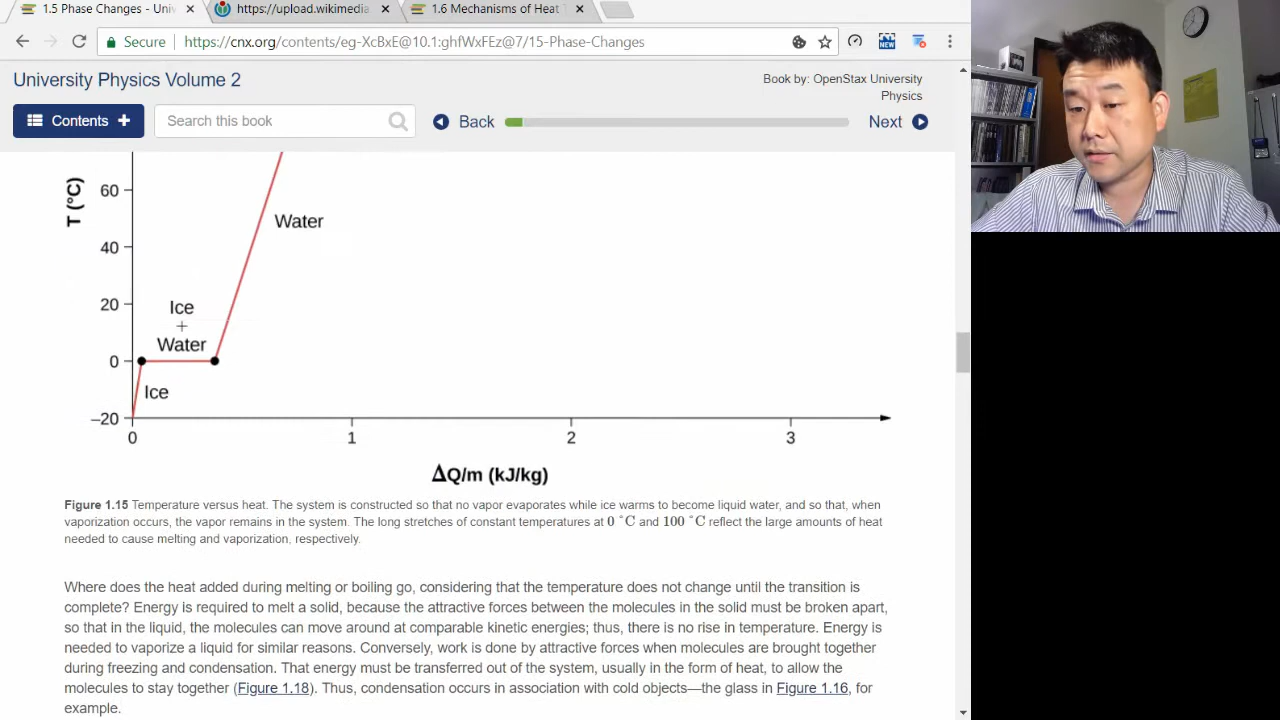 1.5 Phase Changes - Univ
https://upload.wikimedia
1.6 Mechanisms of Heat T
Secure
https://cnx.org/contents/eg-XcBxE@10.1:ghfWxFEz@7/15-Phase-Changes
NEW
University Physics Volume 2
Book by: OpenStax University
Physics
Contents +
Search this book
Back
Next
T (°C)
60
40
20
0
–20
Water
Ice
+
Water
Ice
0
1
2
3
ΔQ/m (kJ/kg)
Figure 1.15 Temperature versus heat. The system is constructed so that no vapor evaporates while ice warms to become liquid water, and so that, when
vaporization occurs, the vapor remains in the system. The long stretches of constant temperatures at 0 °C and 100 °C reflect the large amounts of heat
needed to cause melting and vaporization, respectively.
Where does the heat added during melting or boiling go, considering that the temperature does not change until the transition is
complete? Energy is required to melt a solid, because the attractive forces between the molecules in the solid must be broken apart,
so that in the liquid, the molecules can move around at comparable kinetic energies; thus, there is no rise in temperature. Energy is
needed to vaporize a liquid for similar reasons. Conversely, work is done by attractive forces when molecules are brought together
during freezing and condensation. That energy must be transferred out of the system, usually in the form of heat, to allow the
molecules to stay together (Figure 1.18). Thus, condensation occurs in association with cold objects—the glass in Figure 1.16, for
example.